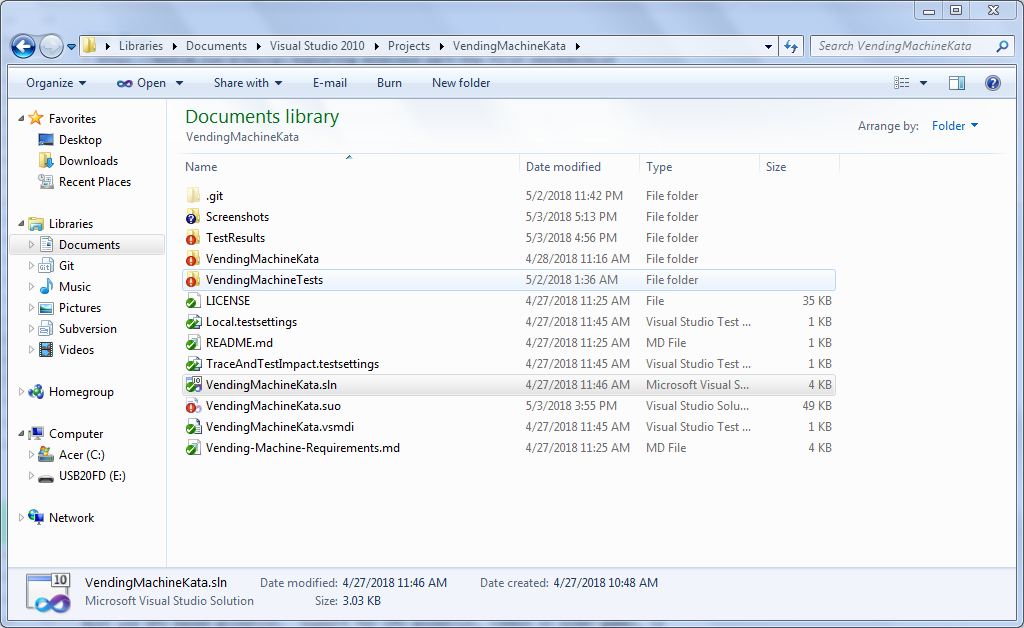 Libraries Documents Visual Studio 2010 Projects VendingMachineKata Search VendingMachineKata
Organize Open Share with E-mail Burn New folder
Favorites
Desktop
Downloads
Recent Places
Libraries
Documents
Git
Music
Pictures
Subversion
Videos
Homegroup
Computer
Acer (C:)
USB20FD (E:)
Network
Documents library
VendingMachineKata
Arrange by: Folder
Name Date modified Type Size
.git 5/2/2018 11:42 PM File folder
Screenshots 5/3/2018 5:13 PM File folder
TestResults 5/3/2018 4:56 PM File folder
VendingMachineKata 4/28/2018 11:16 AM File folder
VendingMachineTests 5/2/2018 1:36 AM File folder
LICENSE 4/27/2018 11:25 AM File 35 KB
Local.testsettings 4/27/2018 11:45 AM Visual Studio Test ... 1 KB
README.md 4/27/2018 11:25 AM MD File 1 KB
TraceAndTestImpact.testsettings 4/27/2018 11:45 AM Visual Studio Test ... 1 KB
VendingMachineKata.sln 4/27/2018 11:46 AM Microsoft Visual S... 4 KB
VendingMachineKata.suo 5/3/2018 3:55 PM Visual Studio Solu... 49 KB
VendingMachineKata.vsmdi 4/27/2018 11:45 AM Visual Studio Test ... 1 KB
Vending-Machine-Requirements.md 4/27/2018 11:25 AM MD File 4 KB
10
VendingMachineKata.sln Date modified: 4/27/2018 11:46 AM Date created: 4/27/2018 10:48 AM
Microsoft Visual Studio Solution Size: 3.03 KB